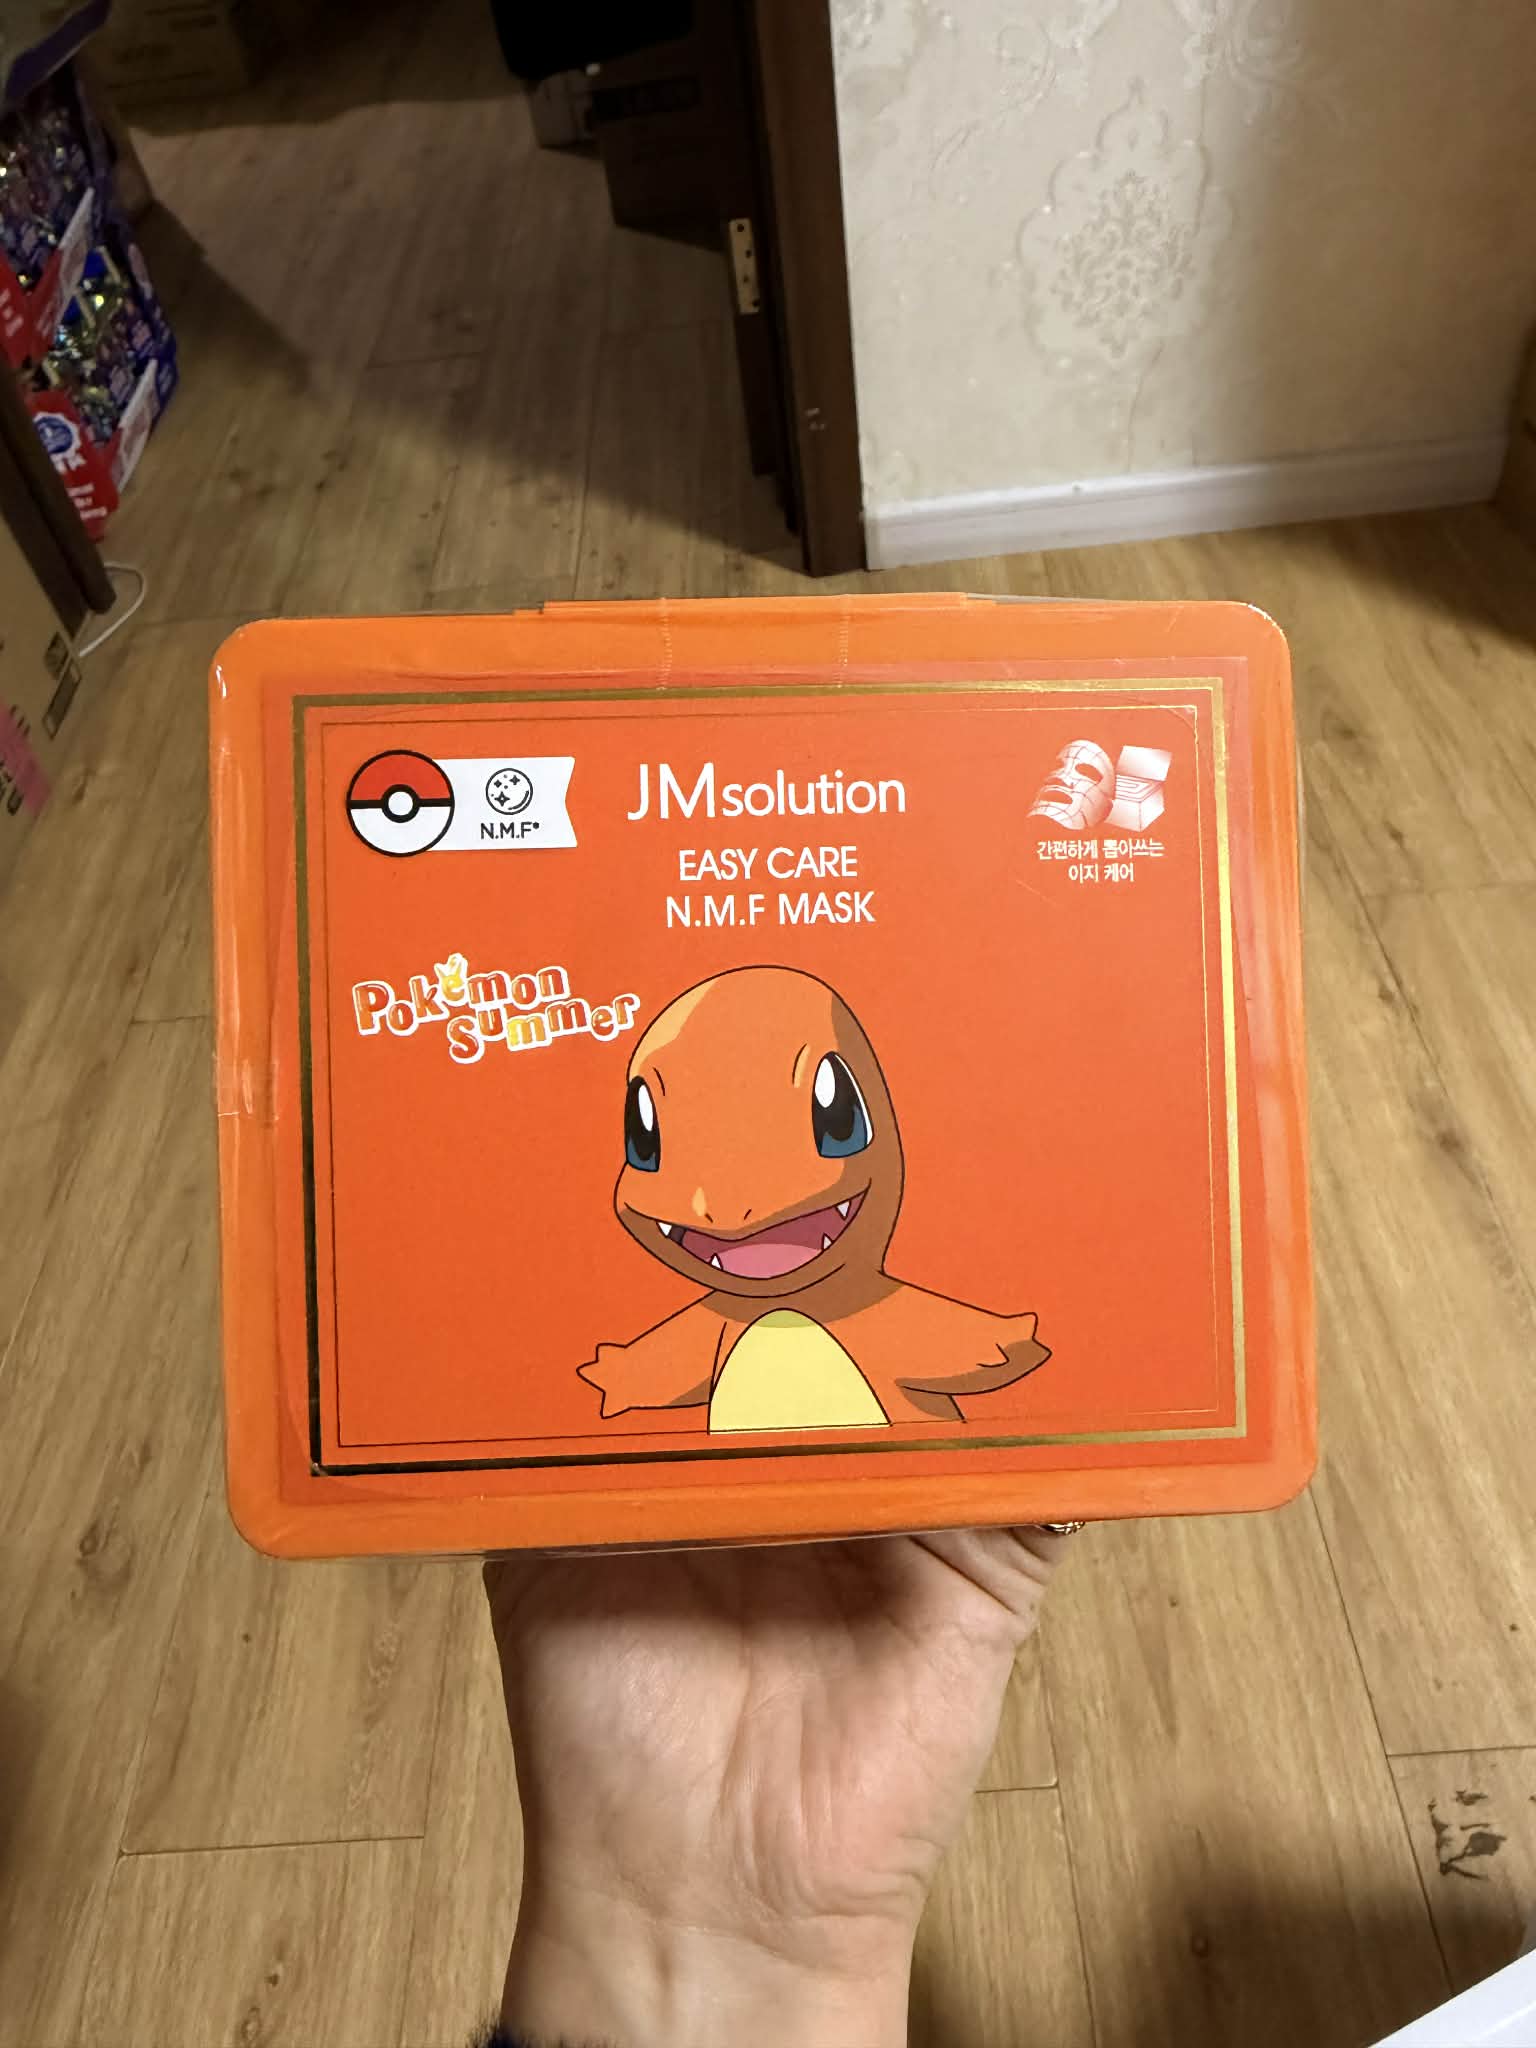 N.M.F*
JMsolution
EASY CARE
N.M.F MASK
간편하게 뽑아쓰는
이지 케어
Pokémon
Summer